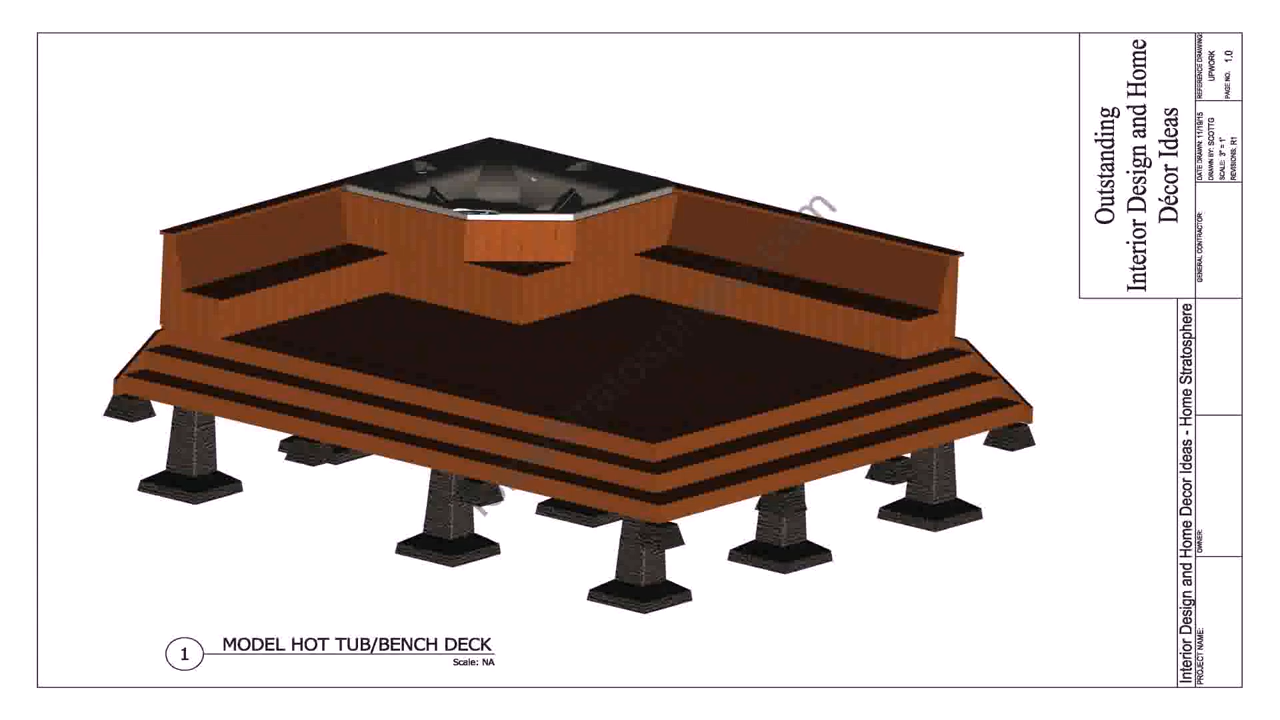 Outstanding
Interior Design and Home
Décor Ideas
REFERENCE DRAWING:
UPWORK
PAGE NO. 1.0
DATE DRAWN: 11/19/15
DRAWN BY: SCOTTG
SCALE: 3" = 1'
REVISIONS: R1
GENERAL CONTRACTOR:
Interior Design and Home Decor Ideas - Home Stratosphere
OWNER:
PROJECT NAME:
1
MODEL HOT TUB/BENCH DECK
Scale: NA